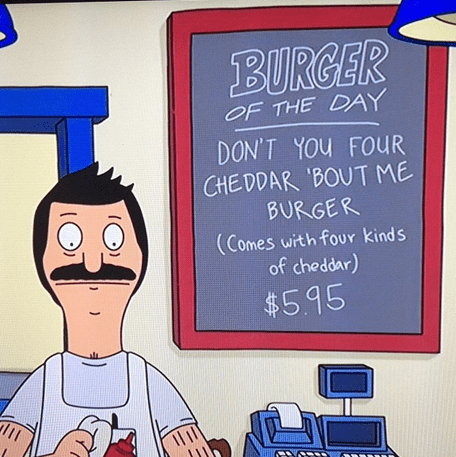 BURGER
OF THE DAY
DON'T YOU FOUR
CHEDDAR 'BOUT ME
BURGER
(Comes with four kinds
of cheddar)
$5.95